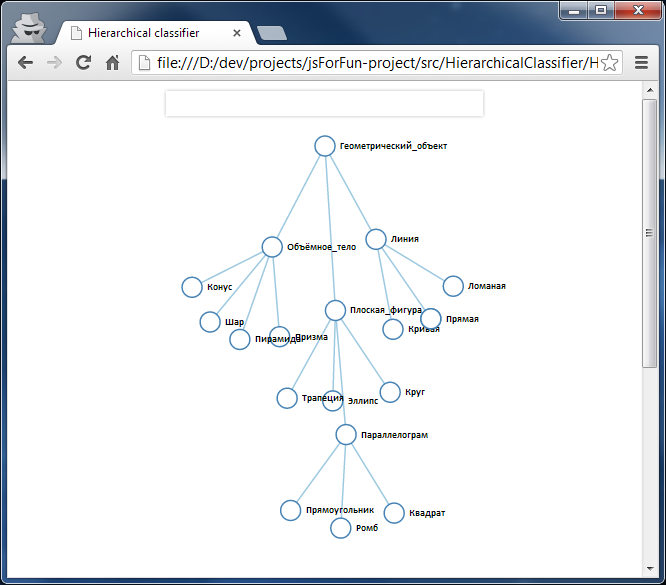 Hierarchical classifier
file:///D:/dev/projects/jsForFun-project/src/HierarchicalClassifier/H
Геометрический_объект
Объёмное_тело
Линия
Конус
Ломаная
Шар
Плоская_фигура
Прямая
Пирамида
Призма
Кривая
Трапеция
Эллипс
Круг
Параллелограм
Прямоугольник
Ромб
Квадрат